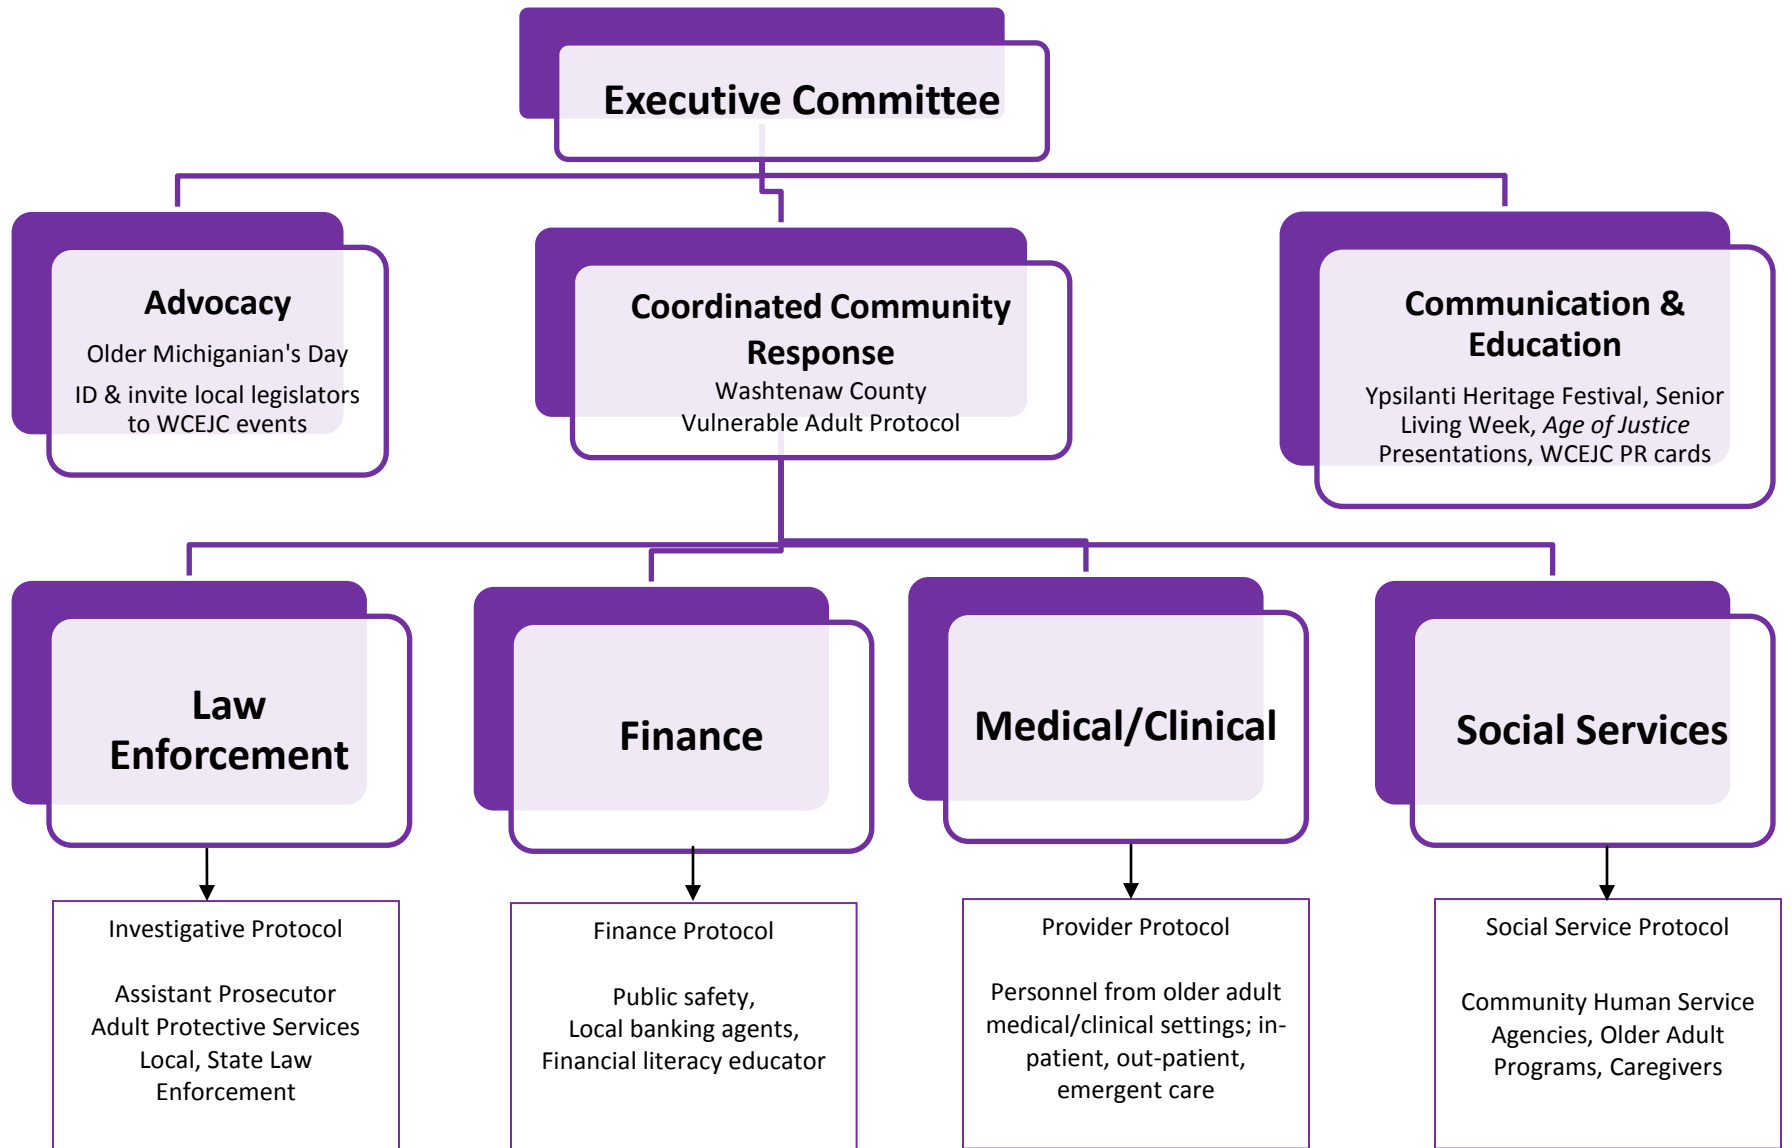 Executive Committee
Advocacy
Older Michiganian's Day
ID & invite local legislators
to WCEJC events
Coordinated Community
Response
Washtenaw County
Vulnerable Adult Protocol
Communication &
Education
Ypsilanti Heritage Festival, Senior
Living Week, Age of Justice
Presentations, WCEJC PR cards
Law
Enforcement
Finance
Medical/Clinical
Social Services
Investigative Protocol
Assistant Prosecutor
Adult Protective Services
Local, State Law
Enforcement
Finance Protocol
Public safety,
Local banking agents,
Financial literacy educator
Provider Protocol
Personnel from older adult
medical/clinical settings; in-
patient, out-patient,
emergent care
Social Service Protocol
Community Human Service
Agencies, Older Adult
Programs, Caregivers